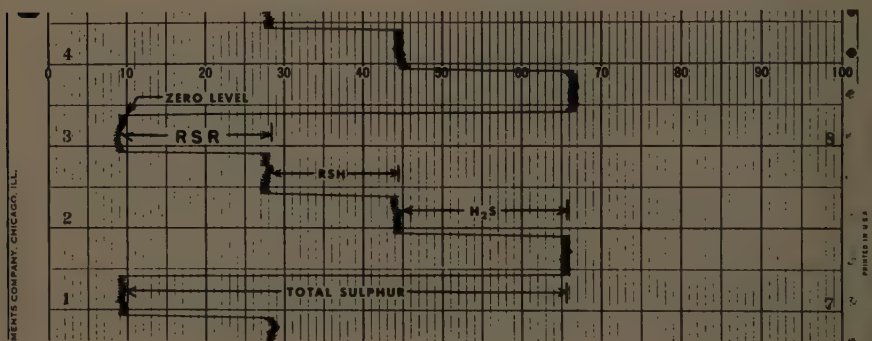 4
0 10 20 30 40 50 60 70 80 90 100
ZERO LEVEL
3 RSR 8
RSH
2 H₂S
1 TOTAL SULPHUR 7
MENTS COMPANY, CHICAGO, ILL.
PRINTED IN U.S.A